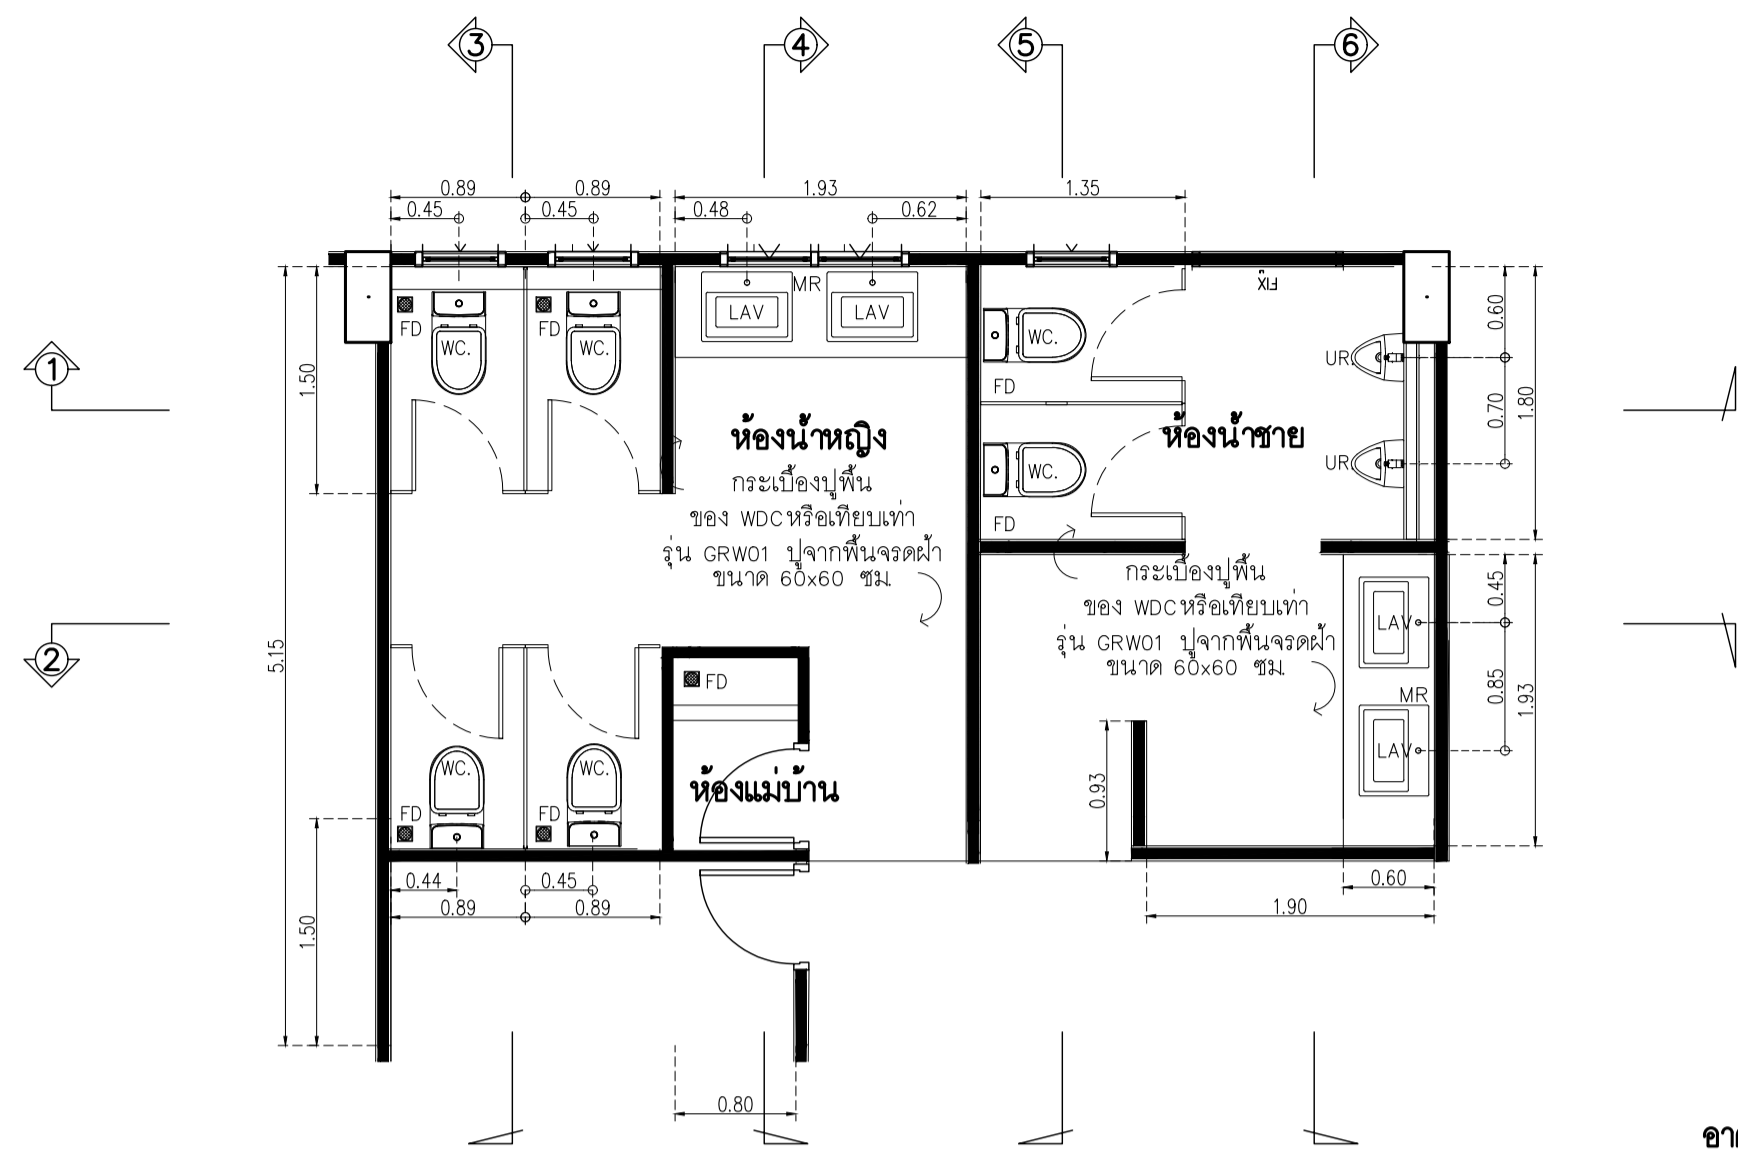 3 4 5 6
0.89 0.89 1.93 1.35
0.45 0.45 0.48 0.62
MR FIX
LAV LAV
FD FD
WC. WC. WC.
UR.
FD
1
1.50
0.60
0.70
1.80
ห้องน้ำหญิง
ห้องน้ำชาย
กระเบื้องปูพื้น
ของ WDCหรือเทียบเท่า
รุ่น GRW01 ปูจากพื้นจรดฝ้า
ขนาด 60x60 ซม.
WC.
UR.
FD
กระเบื้องปูพื้น
ของ WDCหรือเทียบเท่า
รุ่น GRW01 ปูจากพื้นจรดฝ้า
ขนาด 60x60 ซม.
2
5.15
FD
LAV
MR
LAV
0.45
0.85
1.93
WC. WC.
ห้องแม่บ้าน
0.93
FD FD
0.44 0.45
0.89 0.89
0.60
1.90
1.50
0.80